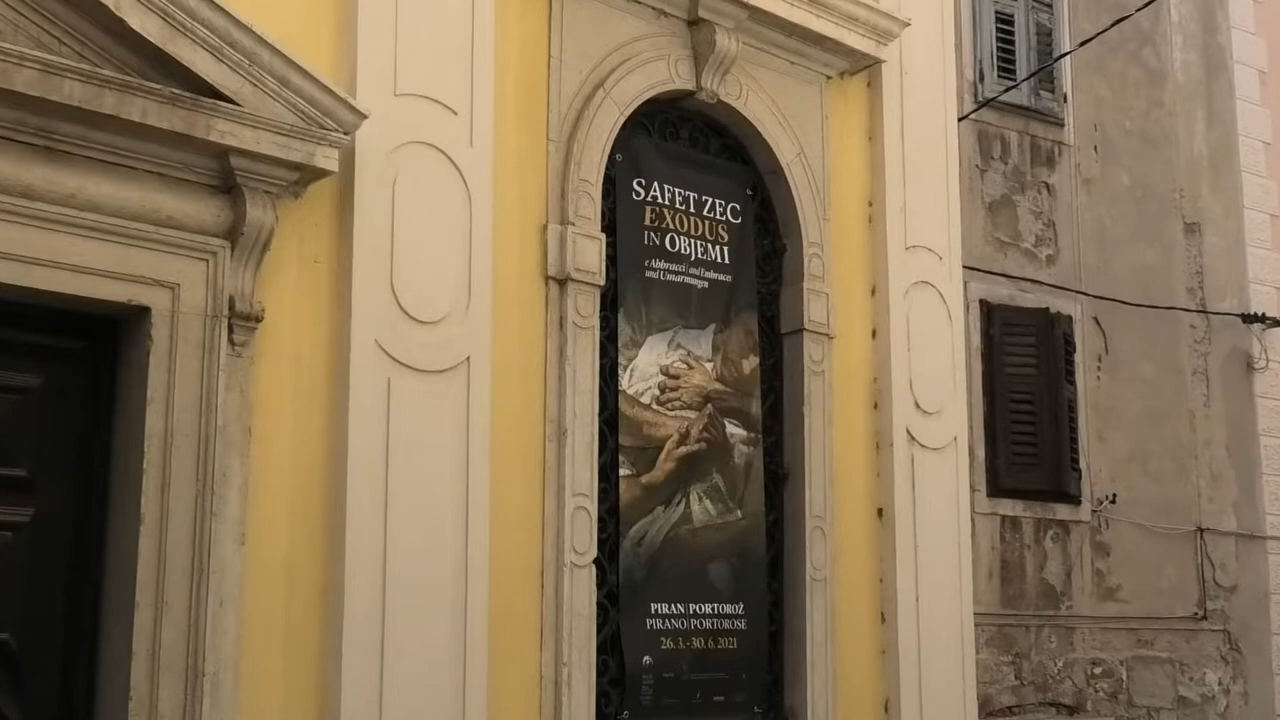 SAFET ZEC
EXODUS
IN OBJEMI
e Abbracci | and Embraces
und Umarmungen
PIRAN | PORTOROŽ
PIRANO | PORTOROSE
26. 3. - 30. 6. 2021